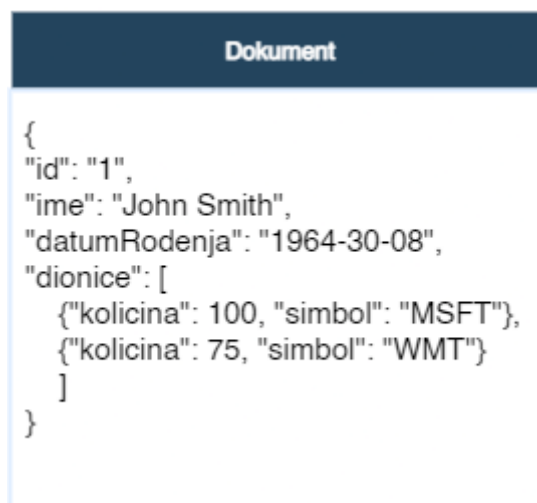 Dokument
{
"id": "1",
"ime": "John Smith",
"datumRodenja": "1964-30-08",
"dionice": [
{"kolicina": 100, "simbol": "MSFT"},
{"kolicina": 75, "simbol": "WMT"}
]
}